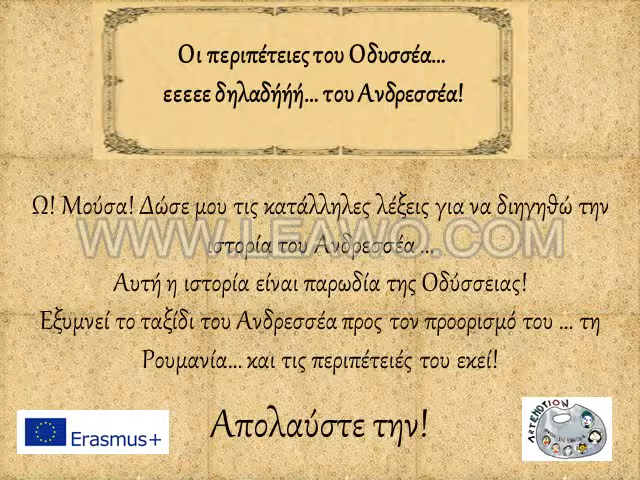 Οι περιπέτειες του Οδυσσέα...
εεεεε δηλαδήήή... του Ανδρεσσέα!
Ω! Μούσα! Δώσε μου τις κατάλληλες λέξεις για να διηγηθώ την
WWW.LEAWO.COM
ιστορία του Ανδρεσσέα ...
Αυτή η ιστορία είναι παρωδία της Οδύσσειας!
Εξυμνεί το ταξίδι του Ανδρεσσέα προς τον προορισμό του ... τη
Ρουμανία... και τις περιπέτειές του εκεί!
Απολαύστε την!
Erasmus+
ARTEMOTION